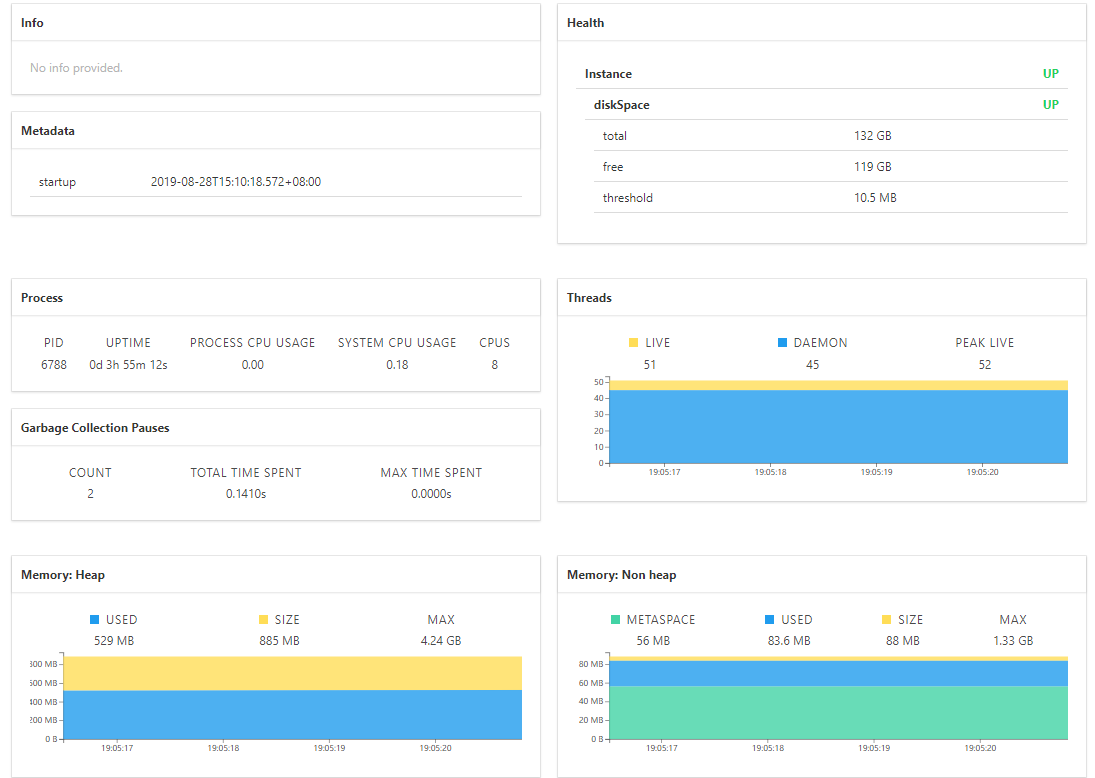 Info
No info provided.
Metadata
startup 2019-08-28T15:10:18.572+08:00
Health
Instance UP
diskSpace UP
total 132 GB
free 119 GB
threshold 10.5 MB
Process
PID UPTIME PROCESS CPU USAGE SYSTEM CPU USAGE CPUS
6788 0d 3h 55m 12s 0.00 0.18 8
Garbage Collection Pauses
COUNT TOTAL TIME SPENT MAX TIME SPENT
2 0.1410s 0.0000s
Threads
LIVE DAEMON PEAK LIVE
51 45 52
50
40
30
20
10
0
19:05:17 19:05:18 19:05:19 19:05:20
Memory: Heap
USED SIZE MAX
529 MB 885 MB 4.24 GB
800 MB
600 MB
400 MB
200 MB
0 B
19:05:17 19:05:18 19:05:19 19:05:20
Memory: Non heap
METASPACE USED SIZE MAX
56 MB 83.6 MB 88 MB 1.33 GB
80 MB
60 MB
40 MB
20 MB
0 B
19:05:17 19:05:18 19:05:19 19:05:20